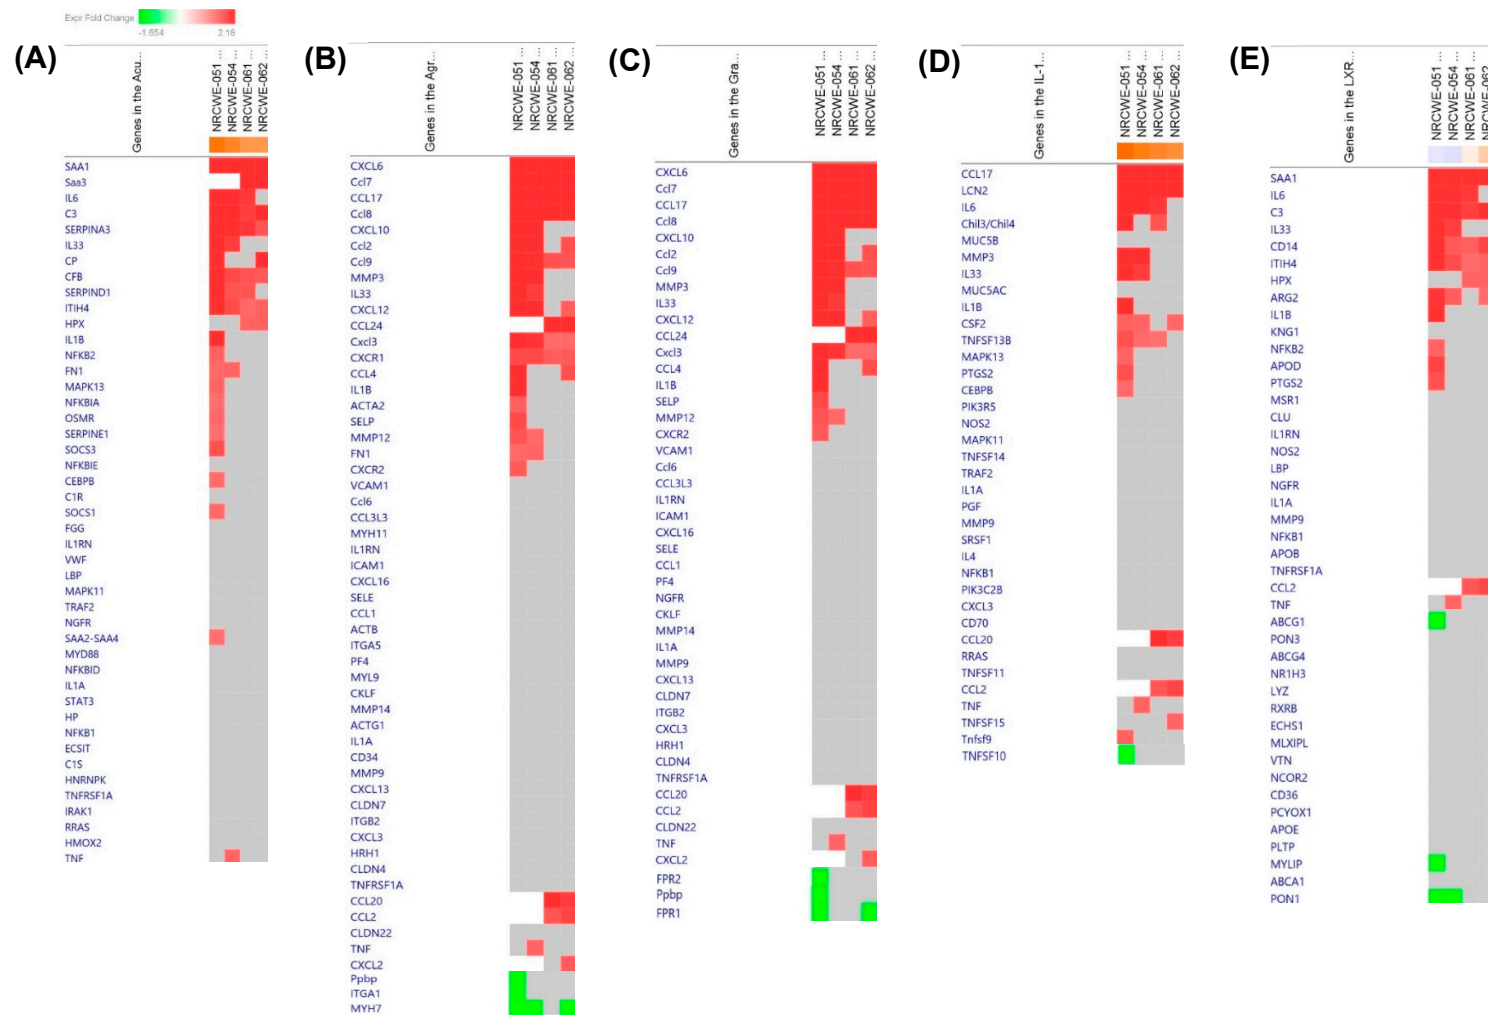 Expr Fold Change
-1.654 2.18
(A)
Genes in the Acu...
NRCWE-051 ...
NRCWE-054 ...
NRCWE-061 ...
NRCWE-062 ...
SAA1
Saa3
IL6
C3
SERPINA3
IL33
CP
CFB
SERPIND1
ITIH4
HPX
IL1B
NFKB2
FN1
MAPK13
NFKBIA
OSMR
SERPINE1
SOCS3
NFKBIE
CEBPB
C1R
SOCS1
FGG
IL1RN
VWF
LBP
MAPK11
TRAF2
NGFR
SAA2-SAA4
MYD88
NFKBID
IL1A
STAT3
HP
NFKB1
ECSIT
C1S
HNRNPK
TNFRSF1A
IRAK1
RRAS
HMOX2
TNF
(B)
Genes in the Agr...
NRCWE-051 ...
NRCWE-054 ...
NRCWE-061 ...
NRCWE-062 ...
CXCL6
Ccl7
CCL17
Ccl8
CXCL10
Ccl2
Ccl9
MMP3
IL33
CXCL12
CCL24
Cxcl3
CXCR1
CCL4
IL1B
ACTA2
SELP
MMP12
FN1
CXCR2
VCAM1
Ccl6
CCL3L3
MYH11
IL1RN
ICAM1
CXCL16
SELE
CCL1
ACTB
ITGA5
PF4
MYL9
CKLF
MMP14
ACTG1
IL1A
CD34
MMP9
CXCL13
CLDN7
ITGB2
CXCL3
HRH1
CLDN4
TNFRSF1A
CCL20
CCL2
CLDN22
TNF
CXCL2
Ppbp
ITGA1
MYH7
(C)
Genes in the Gra...
NRCWE-051 ...
NRCWE-054 ...
NRCWE-061 ...
NRCWE-062 ...
CXCL6
Ccl7
CCL17
Ccl8
CXCL10
Ccl2
Ccl9
MMP3
IL33
CXCL12
CCL24
Cxcl3
CCL4
IL1B
SELP
MMP12
CXCR2
VCAM1
Ccl6
CCL3L3
IL1RN
ICAM1
CXCL16
SELE
CCL1
PF4
NGFR
CKLF
MMP14
IL1A
MMP9
CXCL13
CLDN7
ITGB2
CXCL3
HRH1
CLDN4
TNFRSF1A
CCL20
CCL2
CLDN22
TNF
CXCL2
FPR2
Ppbp
FPR1
(D)
Genes in the IL-1...
NRCWE-051 ...
NRCWE-054 ...
NRCWE-061 ...
NRCWE-062 ...
CCL17
LCN2
IL6
Chil3/Chil4
MUC5B
MMP3
IL33
MUC5AC
IL1B
CSF2
TNFSF13B
MAPK13
PTGS2
CEBPB
PIK3R5
NOS2
MAPK11
TNFSF14
TRAF2
IL1A
PGF
MMP9
SRSF1
IL4
NFKB1
PIK3C2B
CXCL3
CD70
CCL20
RRAS
TNFSF11
CCL2
TNF
TNFSF15
Tnfsf9
TNFSF10
(E)
Genes in the LXR...
NRCWE-051 ...
NRCWE-054 ...
NRCWE-061 ...
NRCWE-062 ...
SAA1
IL6
C3
IL33
CD14
ITIH4
HPX
ARG2
IL1B
KNG1
NFKB2
APOD
PTGS2
MSR1
CLU
IL1RN
NOS2
LBP
NGFR
IL1A
MMP9
NFKB1
APOB
TNFRSF1A
CCL2
TNF
ABCG1
PON3
ABCG4
NR1H3
LYZ
RXRB
ECHS1
MLXIPL
VTN
NCOR2
CD36
PCYOX1
APOE
PLTP
MYLIP
ABCA1
PON1